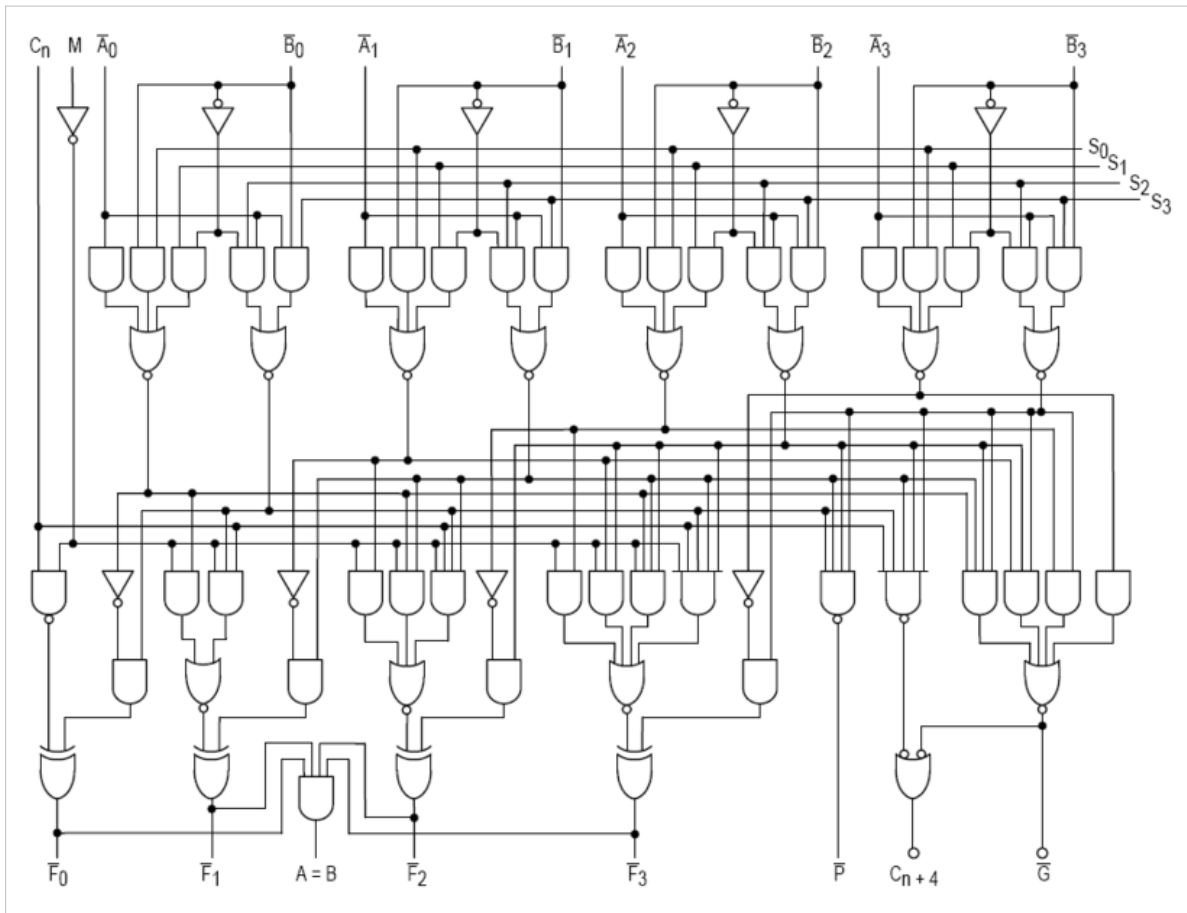 Cn M A̅0 B̅0 A̅1 B̅1 A̅2 B̅2 A̅3 B̅3
S0
S1
S2
S3
F̅0 F̅1 A = B F̅2 F̅3 P̅ Cn + 4 G̅